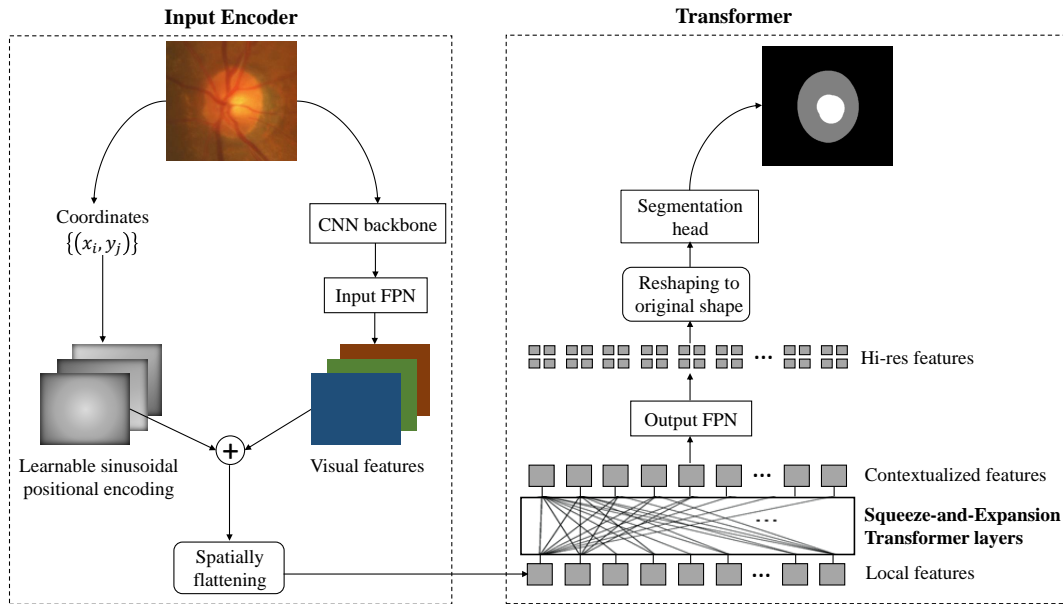 Input Encoder
Coordinates
{(x_i, y_j)}
CNN backbone
Input FPN
Learnable sinusoidal
positional encoding
+
Visual features
Spatially
flattening
Transformer
Segmentation
head
Reshaping to
original shape
...
Hi-res features
Output FPN
...
Contextualized features
...
Squeeze-and-Expansion
Transformer layers
...
Local features